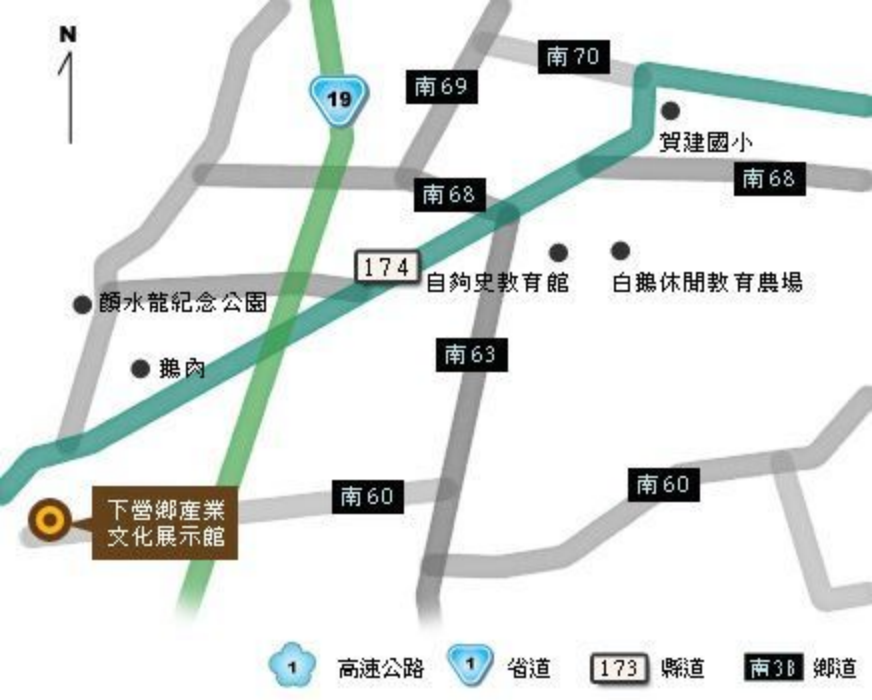 N
南70
19
南69
賀建國小
南68
南68
174
自夠史教育館
白鵝休閒教育農場
顏水龍紀念公園
南63
鵝肉
南60
南60
下營鄉產業
文化展示館
1 高速公路
1 省道
173 縣道
南38 鄉道